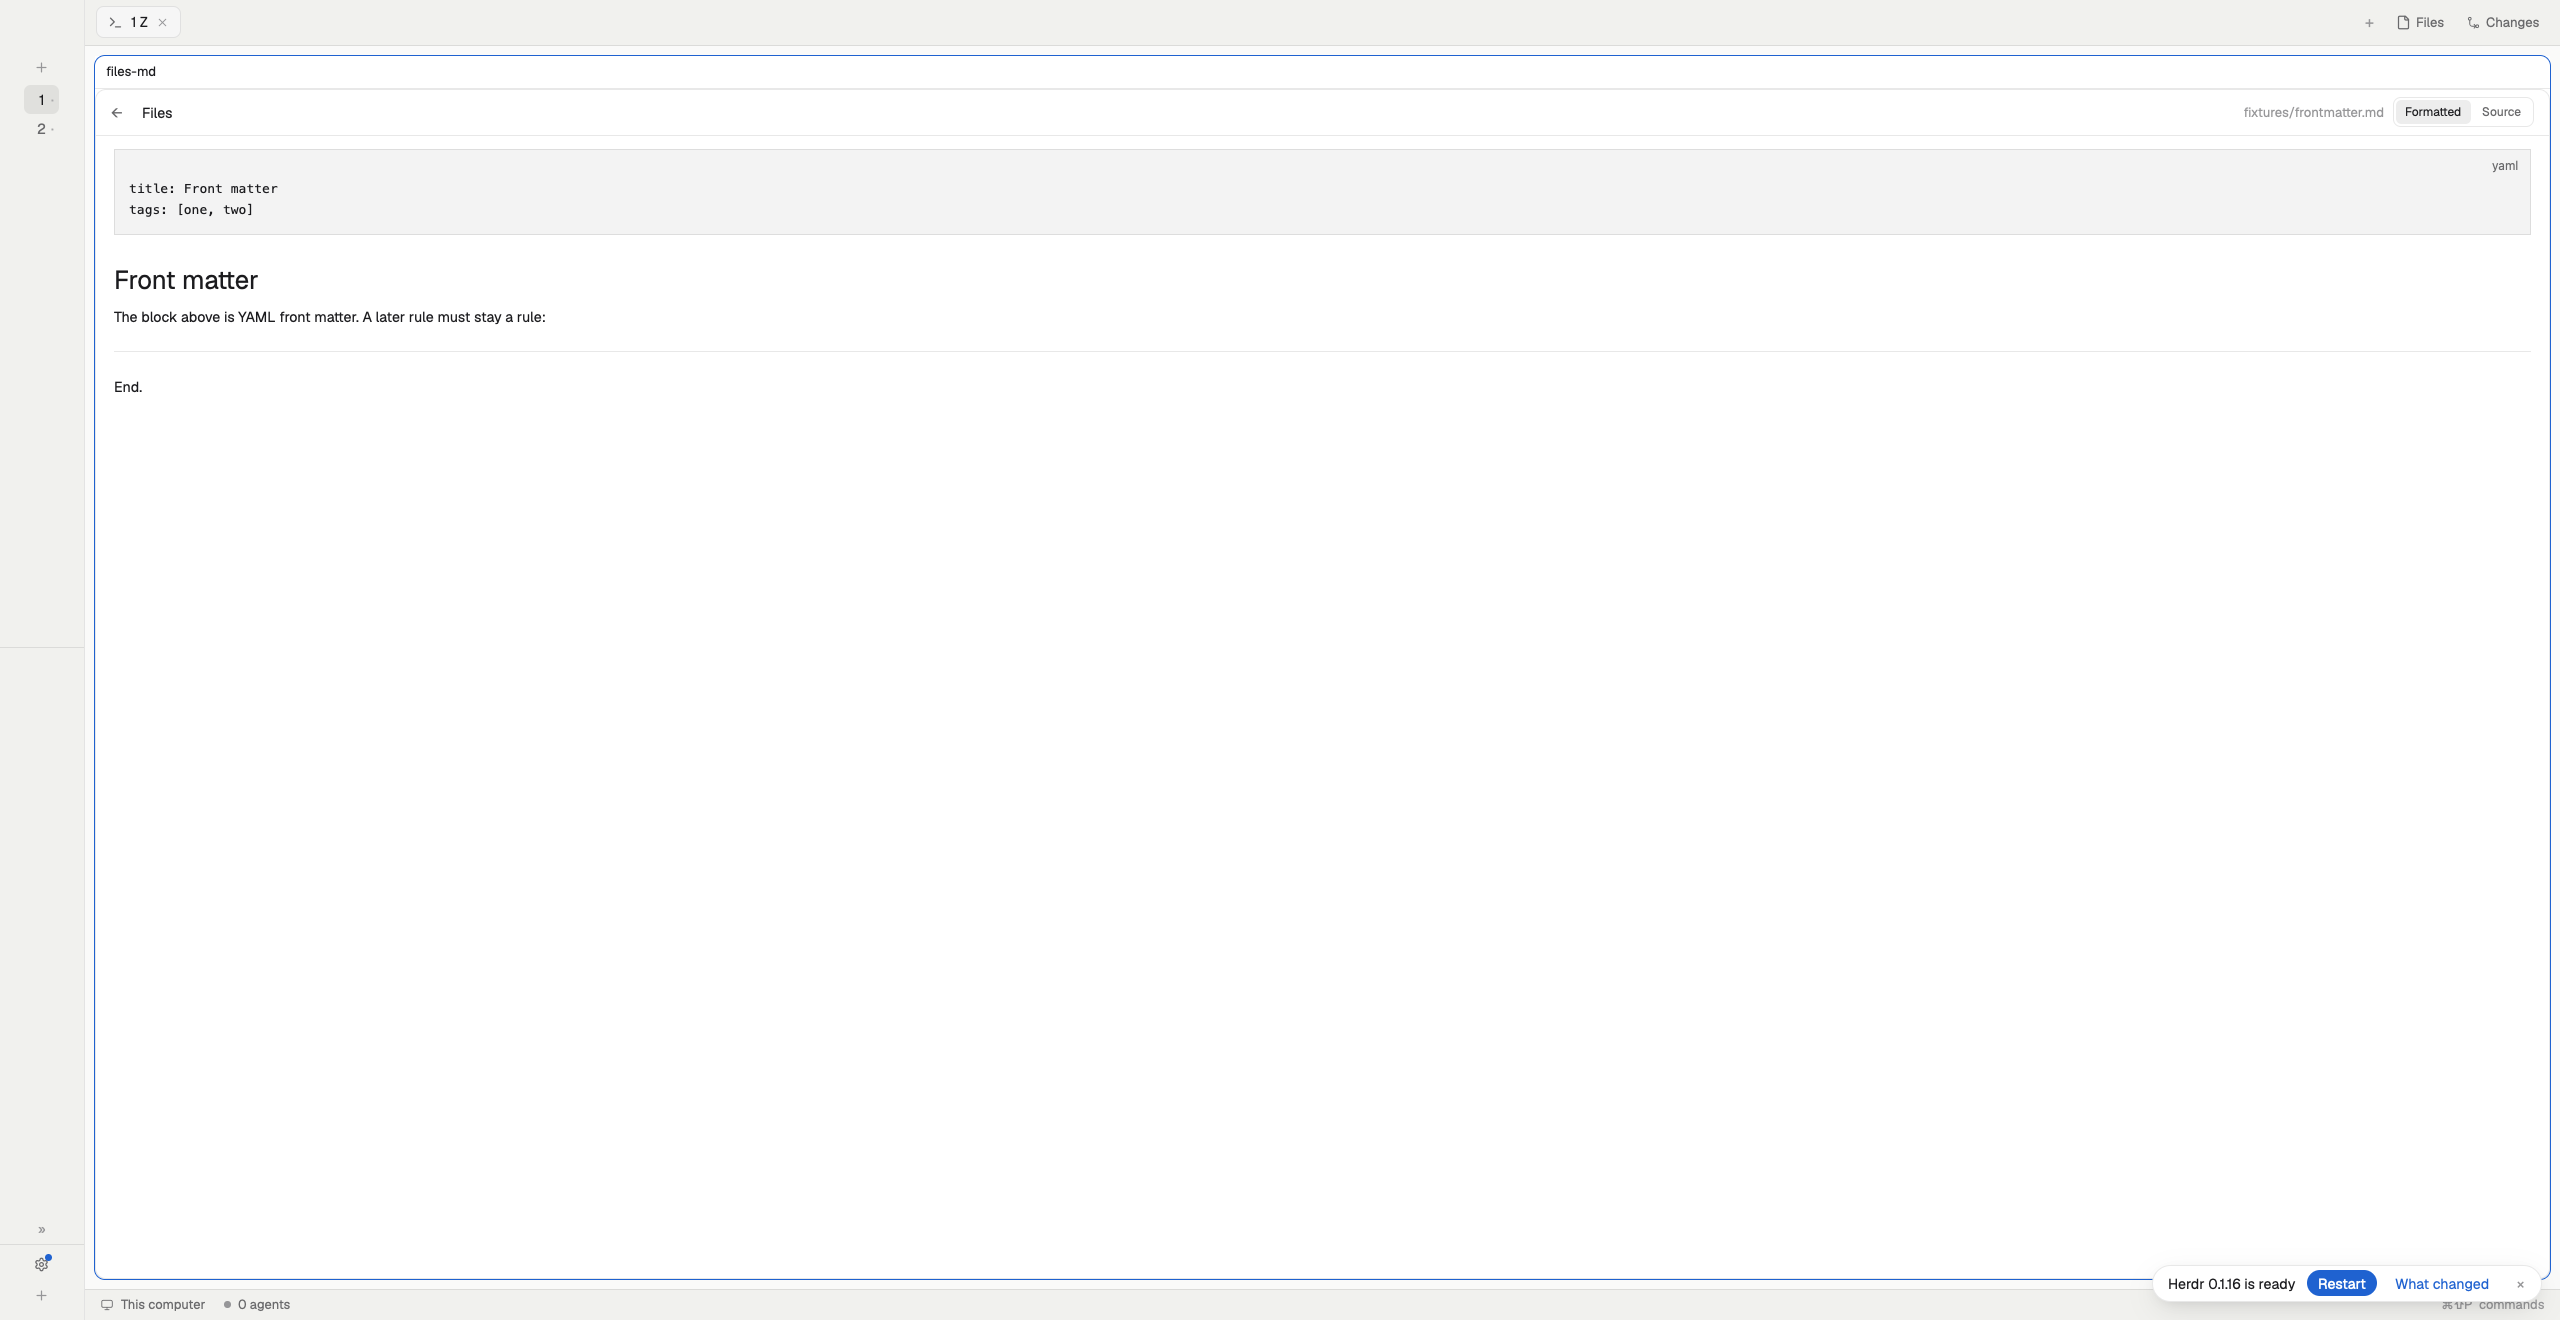 1 Z
Files
Changes
1
2
files-md
Files
fixtures/frontmatter.md
Formatted
Source
yaml
title: Front matter
tags: [one, two]
Front matter
The block above is YAML front matter. A later rule must stay a rule:
End.
Herdr 0.1.16 is ready
Restart
What changed
This computer
0 agents
⌘⇧P commands